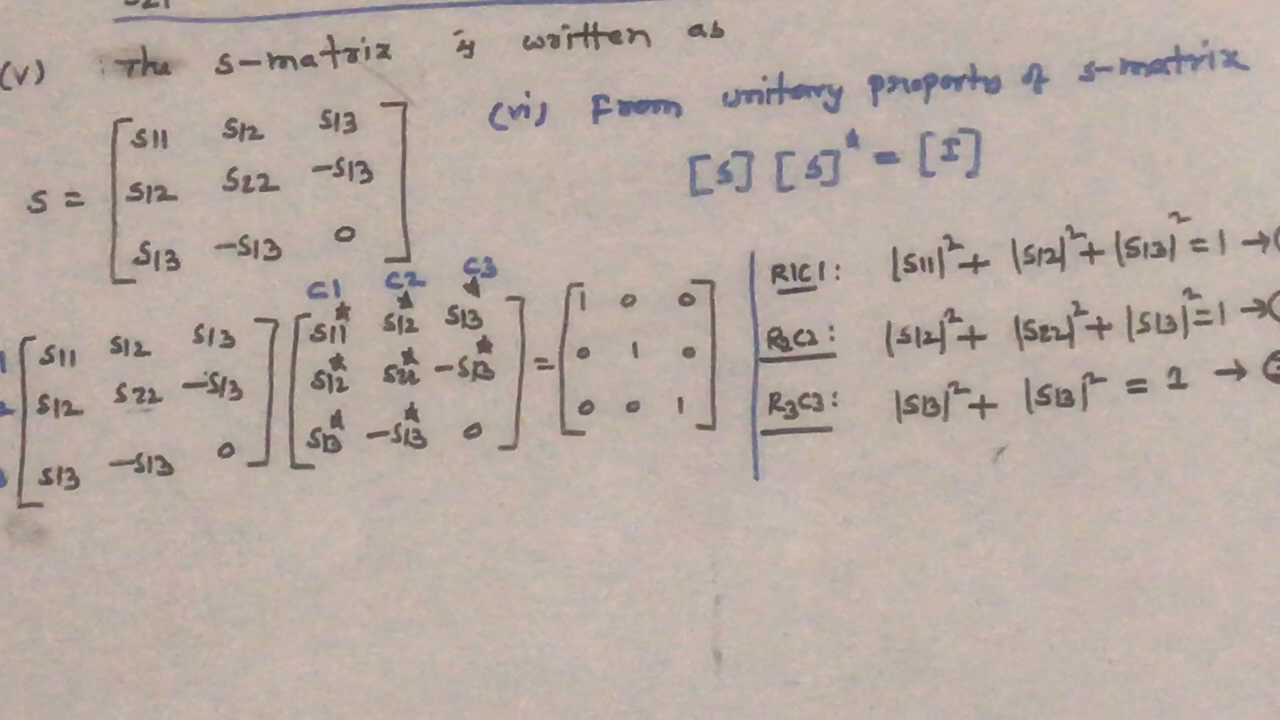 S21
(v) The s-matrix is written as
(vi) From unitary property of s-matrix
[S] [S]* = [I]
S = [ S11 S12 S13
S12 S22 -S13
S13 -S13 0 ]
C1 C2 C3
[ S11 S12 S13 ] [ S11* S12* S13* ] = [ 1 0 0 ]
[ S12 S22 -S13 ] [ S12* S22* -S13* ] [ 0 1 0 ]
[ S13 -S13 0 ] [ S13* -S13* 0 ] [ 0 0 1 ]
R1C1: |S11|² + |S12|² + |S13|² = 1 →
R2C2: |S12|² + |S22|² + |S13|² = 1 →
R3C3: |S13|² + |S13|² = 1 →